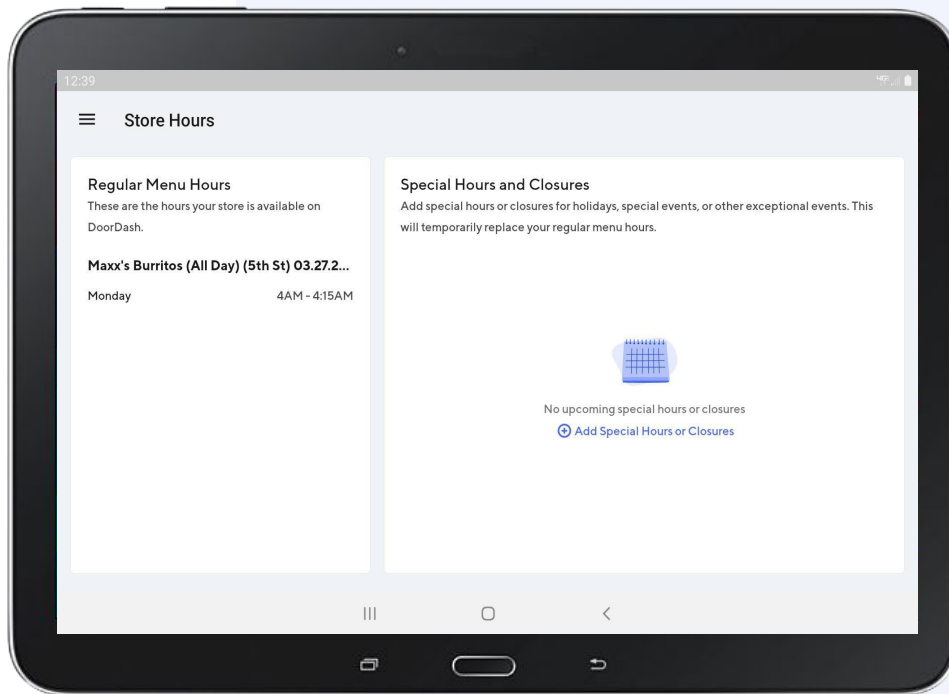 12:39
4G
Store Hours
Regular Menu Hours
These are the hours your store is available on
DoorDash.
Maxx's Burritos (All Day) (5th St) 03.27.2...
Monday 4AM - 4:15AM
Special Hours and Closures
Add special hours or closures for holidays, special events, or other exceptional events. This
will temporarily replace your regular menu hours.
No upcoming special hours or closures
Add Special Hours or Closures